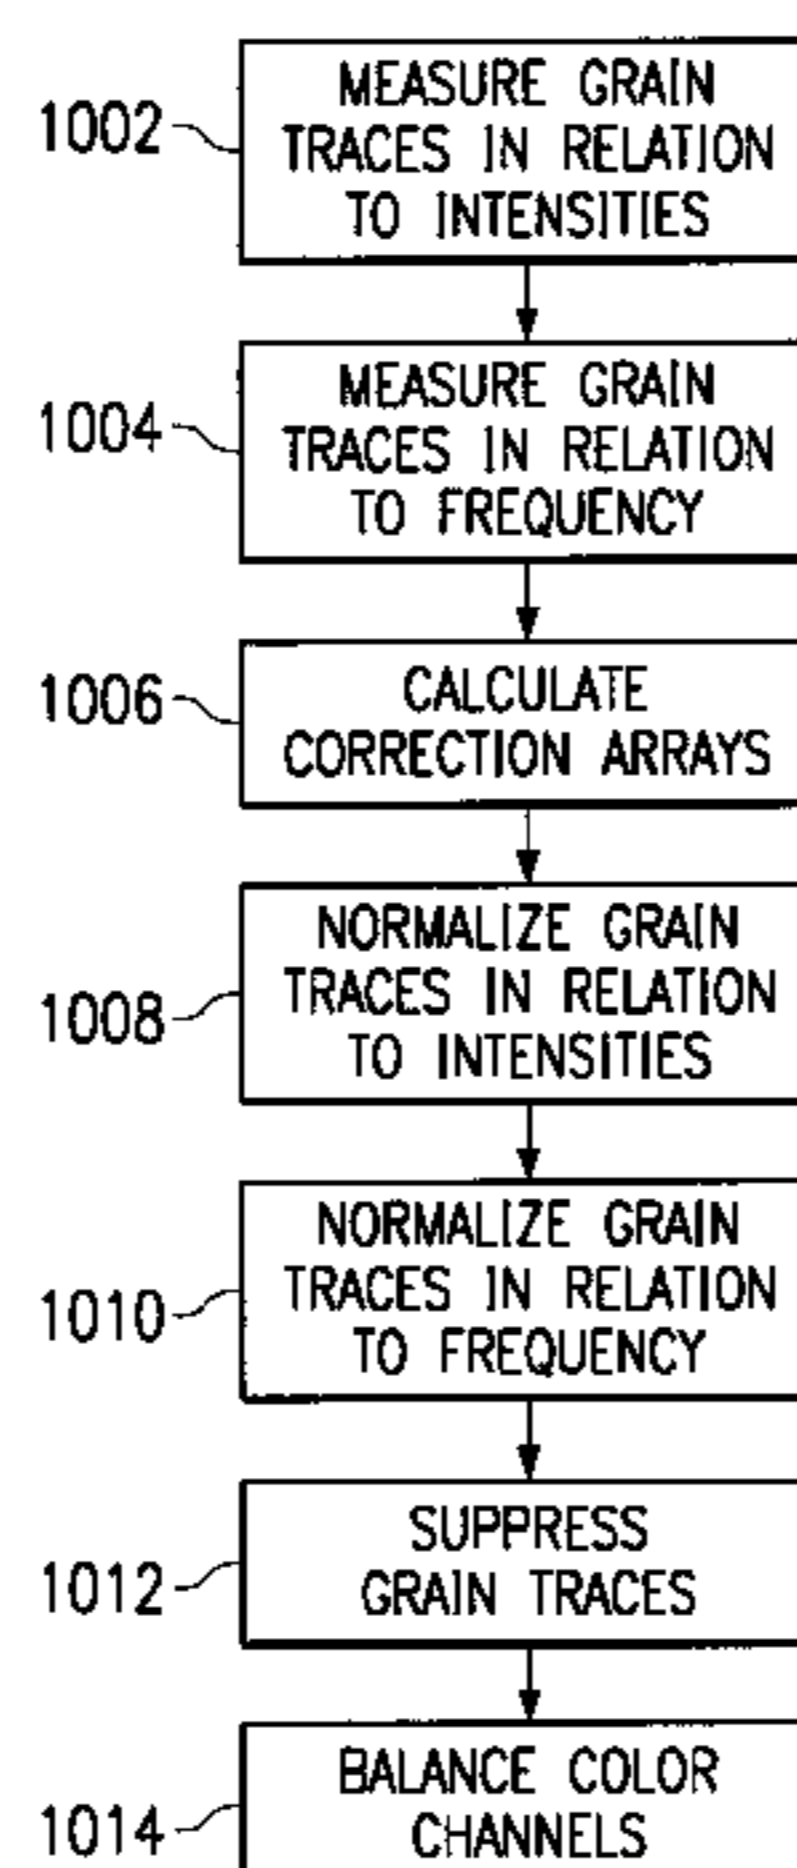 1002
MEASURE GRAIN
TRACES IN RELATION
TO INTENSITIES
1004
MEASURE GRAIN
TRACES IN RELATION
TO FREQUENCY
1006
CALCULATE
CORRECTION ARRAYS
1008
NORMALIZE GRAIN
TRACES IN RELATION
TO INTENSITIES
1010
NORMALIZE GRAIN
TRACES IN RELATION
TO FREQUENCY
1012
SUPPRESS
GRAIN TRACES
1014
BALANCE COLOR
CHANNELS